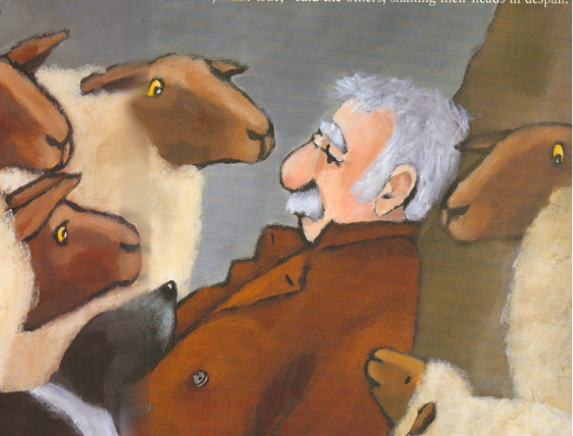 said the others, shaking their heads in despair.